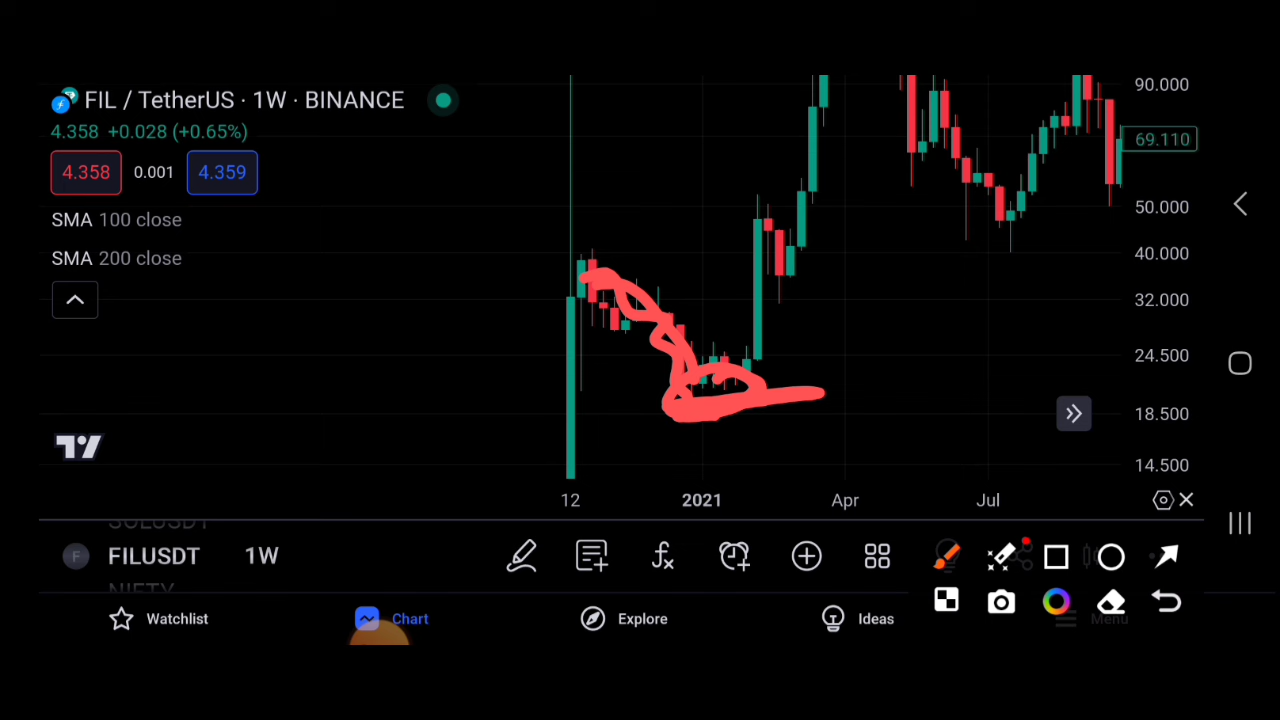 FIL / TetherUS · 1W · BINANCE
4.358 +0.028 (+0.65%)
4.358 0.001 4.359
SMA 100 close
SMA 200 close
90.000
69.110
50.000
40.000
32.000
24.500
18.500
14.500
12 2021 Apr Jul
SOLUSDT
FILUSDT 1W
NIFTY
Watchlist Chart Explore Ideas Menu